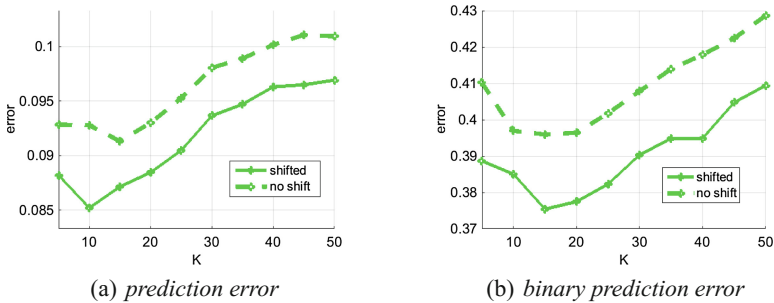 0.1
0.095
0.09
0.085
error
10 20 30 40 50
K
shifted
no shift
(a) prediction error
0.43
0.42
0.41
0.4
0.39
0.38
0.37
error
10 20 30 40 50
K
shifted
no shift
(b) binary prediction error